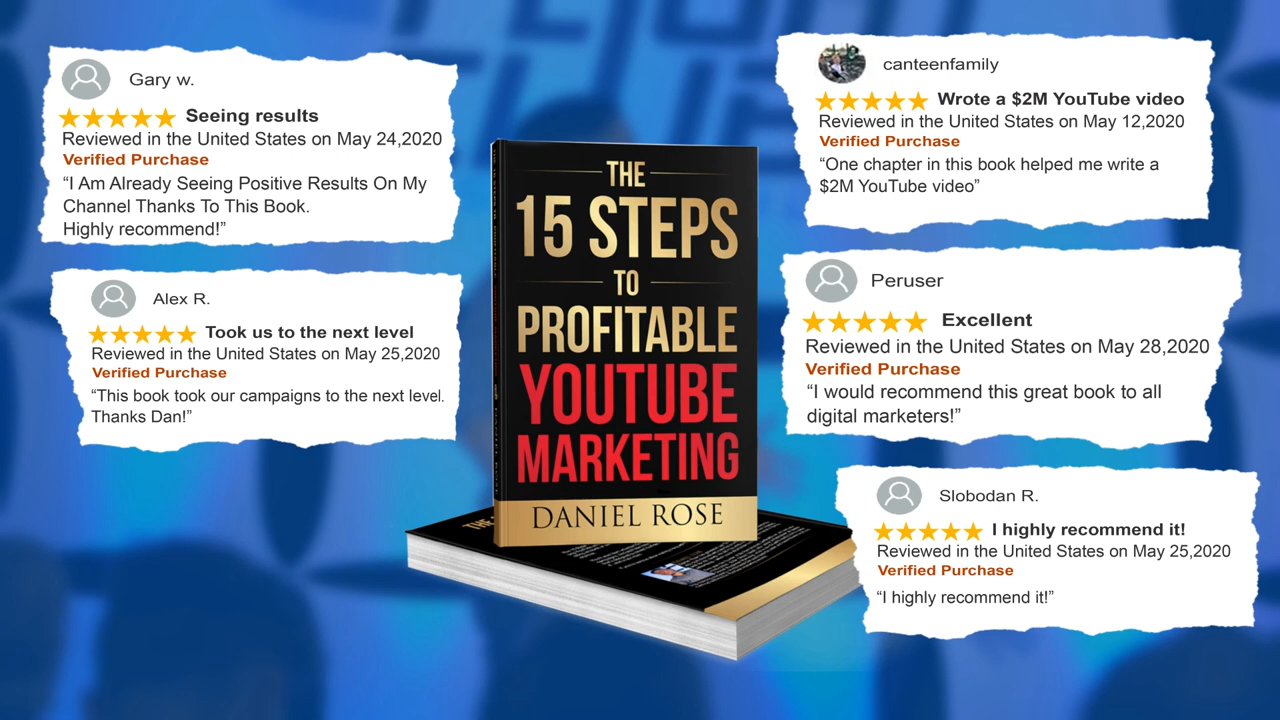 Gary w.
Seeing results
Reviewed in the United States on May 24,2020
Verified Purchase
“I Am Already Seeing Positive Results On My
Channel Thanks To This Book.
Highly recommend!”
Alex R.
Took us to the next level
Reviewed in the United States on May 25,2020
Verified Purchase
“This book took our campaigns to the next level.
Thanks Dan!”
THE
15 STEPS
TO
PROFITABLE
YOUTUBE
MARKETING
DANIEL ROSE
canteenfamily
Wrote a $2M YouTube video
Reviewed in the United States on May 12,2020
Verified Purchase
“One chapter in this book helped me write a
$2M YouTube video”
Peruser
Excellent
Reviewed in the United States on May 28,2020
Verified Purchase
“I would recommend this great book to all
digital marketers!”
Slobodan R.
I highly recommend it!
Reviewed in the United States on May 25,2020
Verified Purchase
“I highly recommend it!”